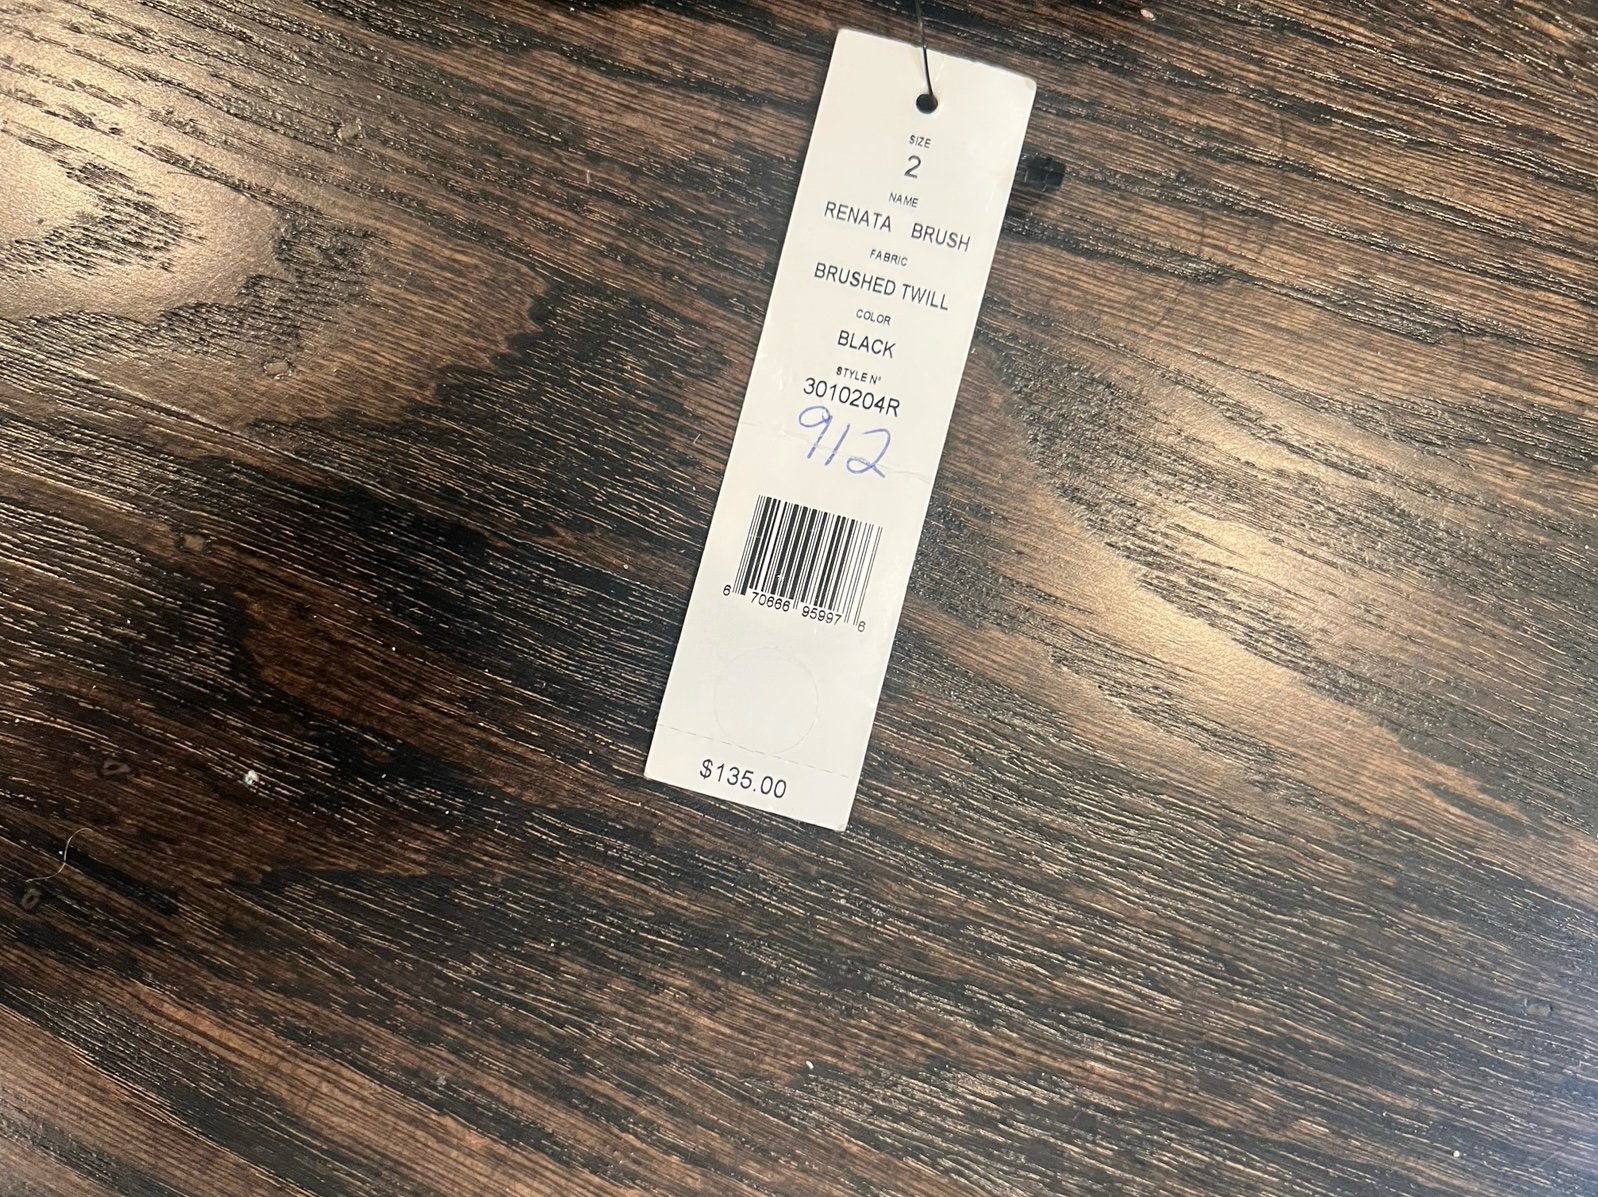 SIZE
2
NAME
RENATA BRUSH
FABRIC
BRUSHED TWILL
COLOR
BLACK
STYLE Nº
3010204R
912
6 70666 95997 6
$135.00